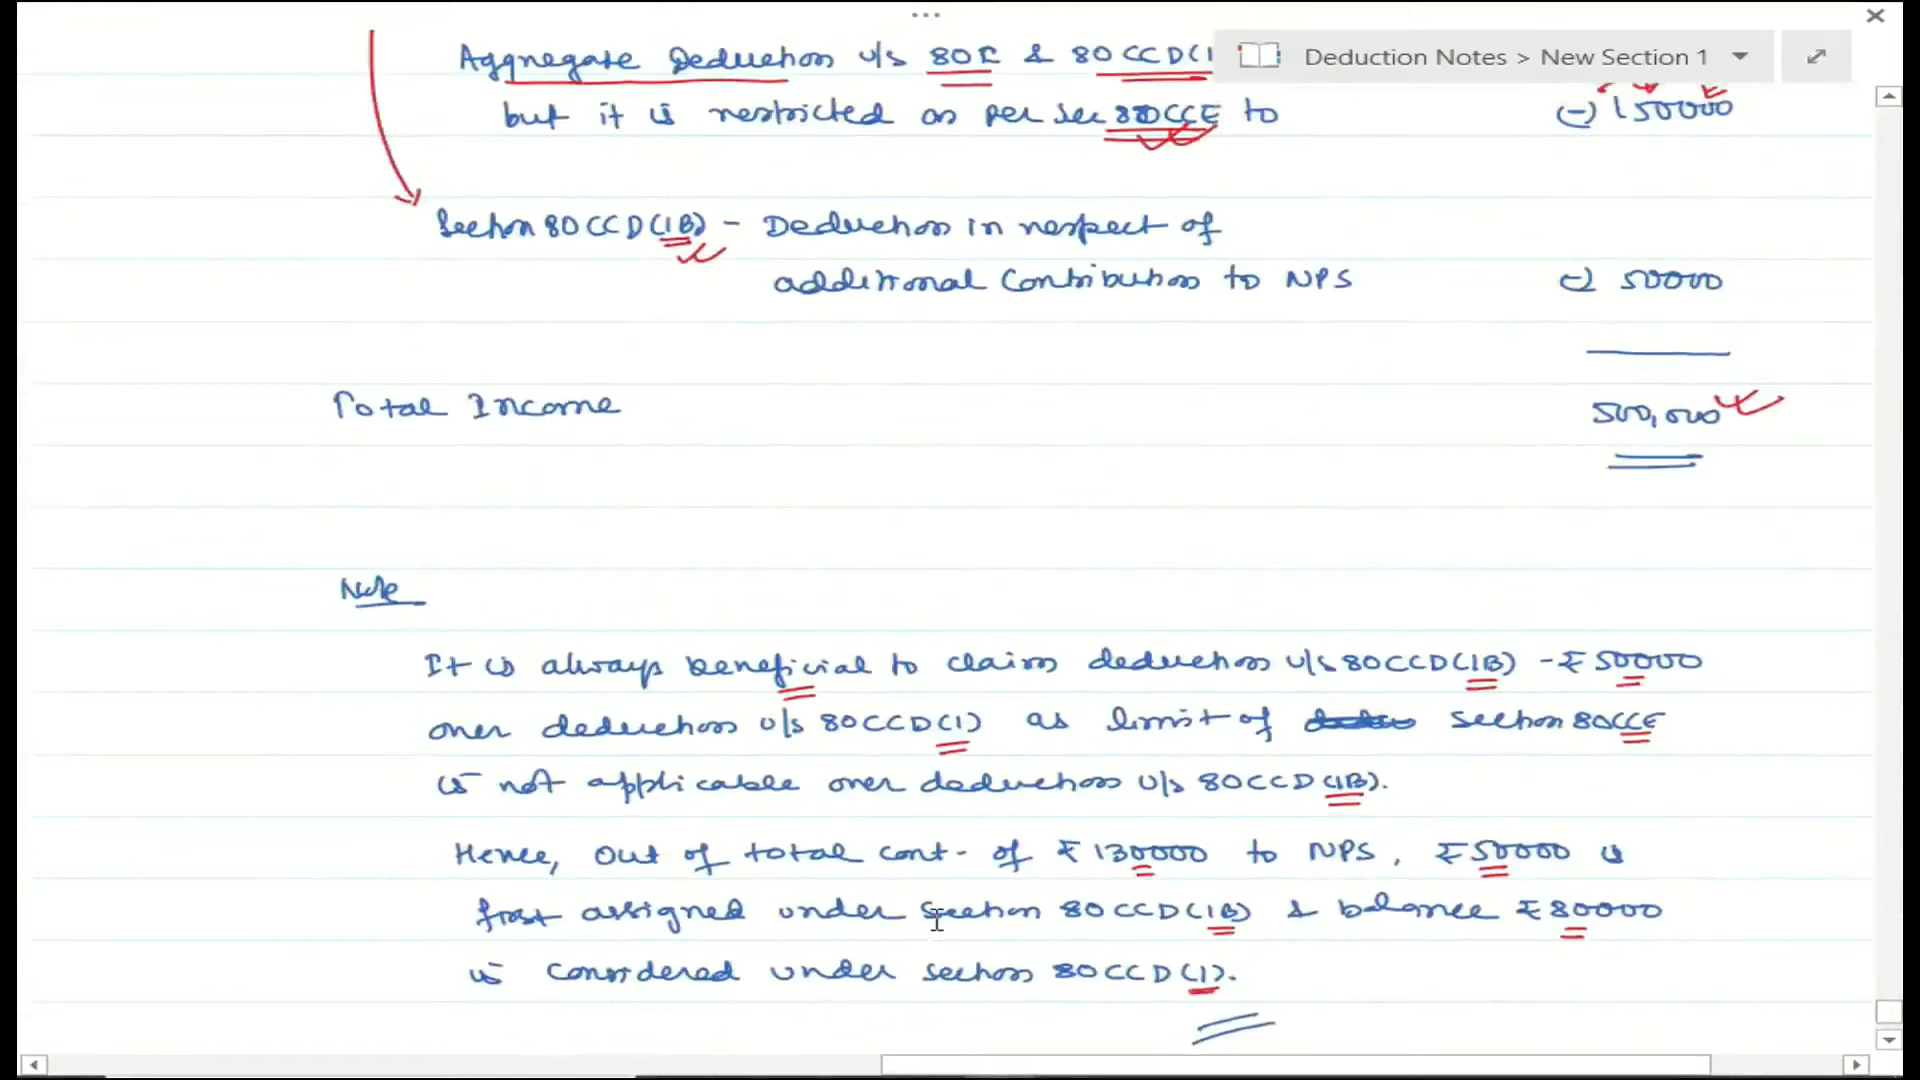 Deduction Notes > New Section 1
Aggregate Deduction u/s 80C & 80CCD(1
but it is restricted as per sec 80CCE to (-) 150000
Section 80CCD(1B) - Deduction in respect of
additional Contribution to NPS (-) 50000
Total Income 500,000
Note
It is always beneficial to claim deduction u/s 80CCD(1B) - ₹ 50000
over deduction u/s 80CCD(1) as limit of section 80CCE
is not applicable over deduction u/s 80CCD(1B).
Hence, out of total cont- of ₹ 130000 to NPS, ₹ 50000 is
first assigned under section 80CCD(1B) & balance ₹ 80000
is considered under section 80CCD(1).